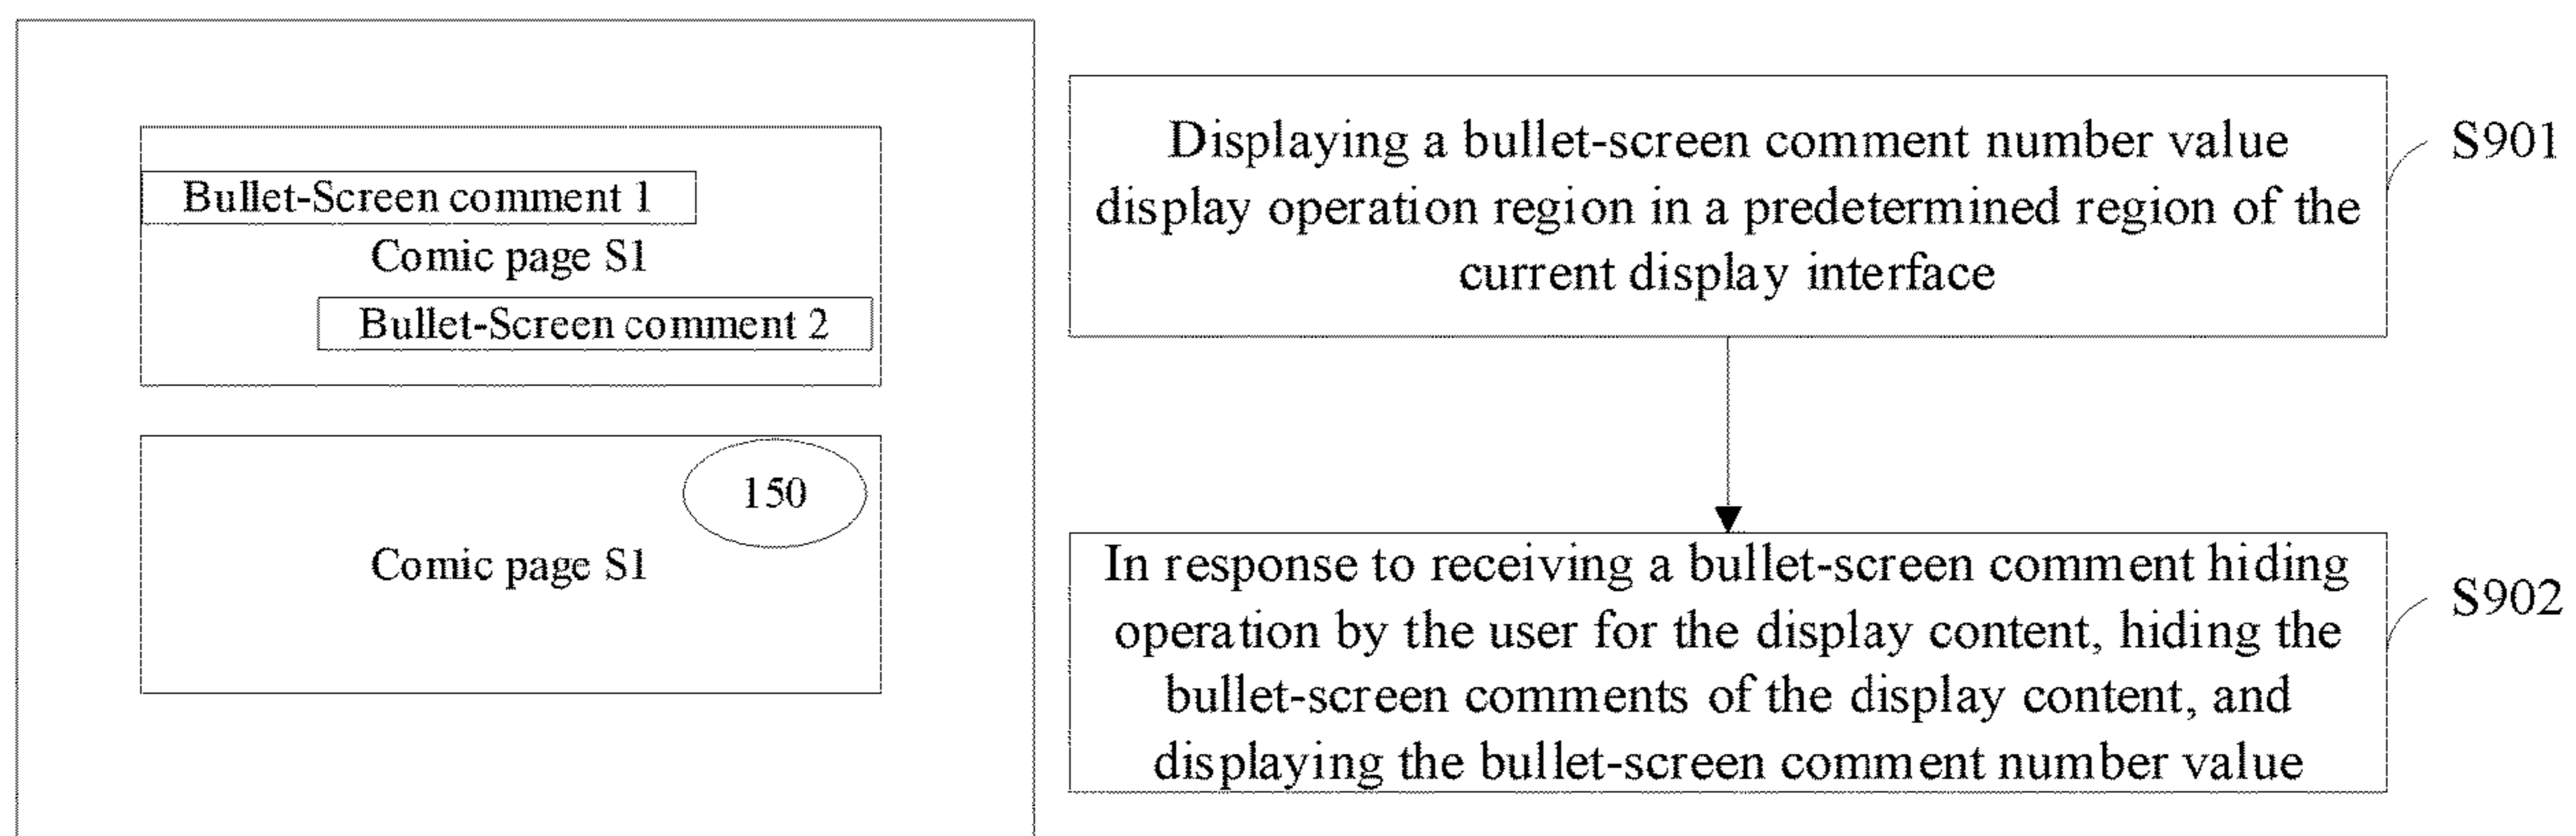 Bullet-Screen comment 1
Comic page S1
Bullet-Screen comment 2
150
Comic page S1
Displaying a bullet-screen comment number value
display operation region in a predetermined region of the
current display interface
S901
In response to receiving a bullet-screen comment hiding
operation by the user for the display content, hiding the
bullet-screen comments of the display content, and
displaying the bullet-screen comment number value
S902